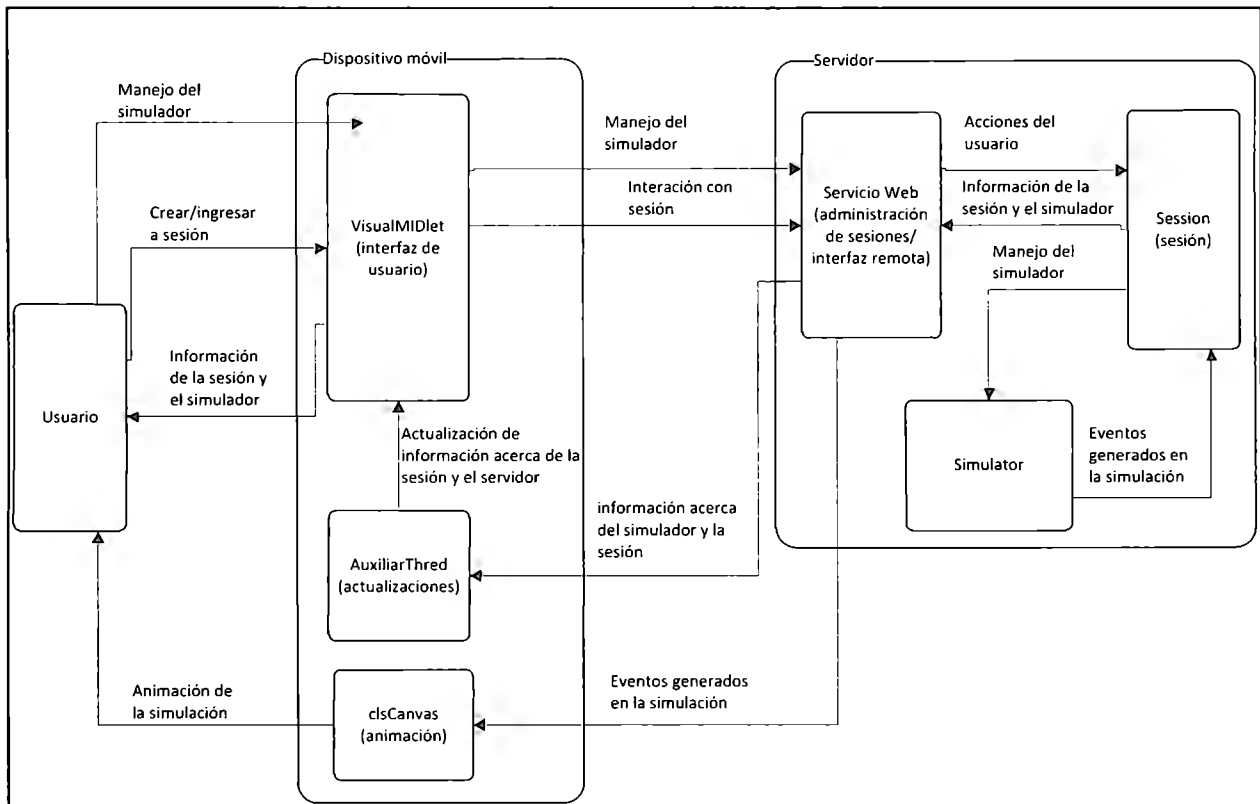 Dispositivo móvil
Servidor
Manejo del
simulador
Crear/ingresar
a sesión
Usuario
Información
de la sesión y
el simulador
Animación de
la simulación
VisualMIDlet
(interfaz de
usuario)
Actualización de
información acerca de la
sesión y el servidor
AuxiliarThred
(actualizaciones)
clsCanvas
(animación)
Manejo del
simulador
Interación con
sesión
información acerca
del simulador y la
sesión
Eventos generados
en la simulación
Servicio Web
(administración
de sesiones/
interfaz remota)
Acciones del
usuario
Información de la
sesión y el simulador
Manejo del
simulador
Session
(sesión)
Simulator
Eventos
generados en
la simulación